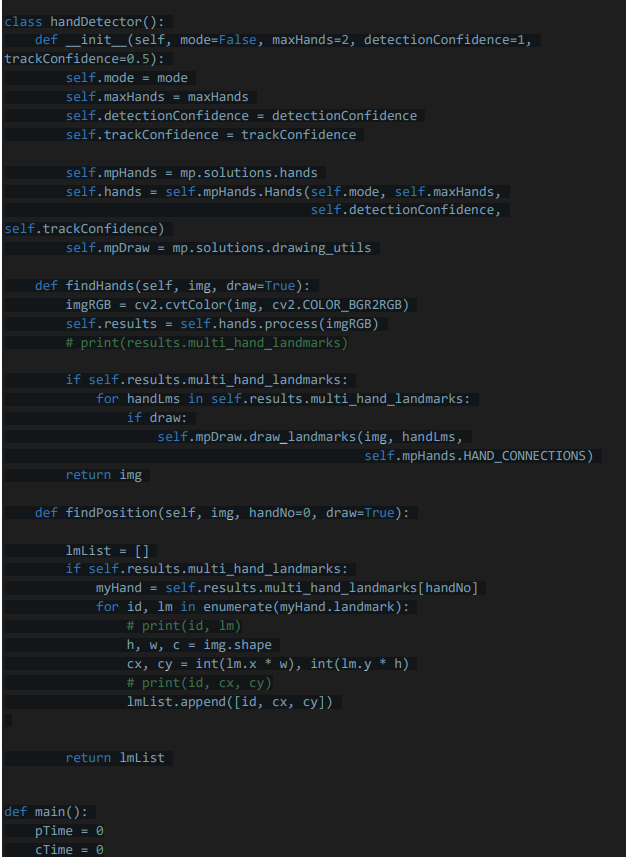 class handDetector():
    def __init__(self, mode=False, maxHands=2, detectionConfidence=1,
trackConfidence=0.5):
        self.mode = mode
        self.maxHands = maxHands
        self.detectionConfidence = detectionConfidence
        self.trackConfidence = trackConfidence

        self.mpHands = mp.solutions.hands
        self.hands = self.mpHands.Hands(self.mode, self.maxHands,
                                        self.detectionConfidence,
self.trackConfidence)
        self.mpDraw = mp.solutions.drawing_utils

    def findHands(self, img, draw=True):
        imgRGB = cv2.cvtColor(img, cv2.COLOR_BGR2RGB)
        self.results = self.hands.process(imgRGB)
        # print(results.multi_hand_landmarks)

        if self.results.multi_hand_landmarks:
            for handLms in self.results.multi_hand_landmarks:
                if draw:
                    self.mpDraw.draw_landmarks(img, handLms,
                                               self.mpHands.HAND_CONNECTIONS)
        return img

    def findPosition(self, img, handNo=0, draw=True):

        lmList = []
        if self.results.multi_hand_landmarks:
            myHand = self.results.multi_hand_landmarks[handNo]
            for id, lm in enumerate(myHand.landmark):
                # print(id, lm)
                h, w, c = img.shape
                cx, cy = int(lm.x * w), int(lm.y * h)
                # print(id, cx, cy)
                lmList.append([id, cx, cy])

        return lmList

def main():
    pTime = 0
    cTime = 0